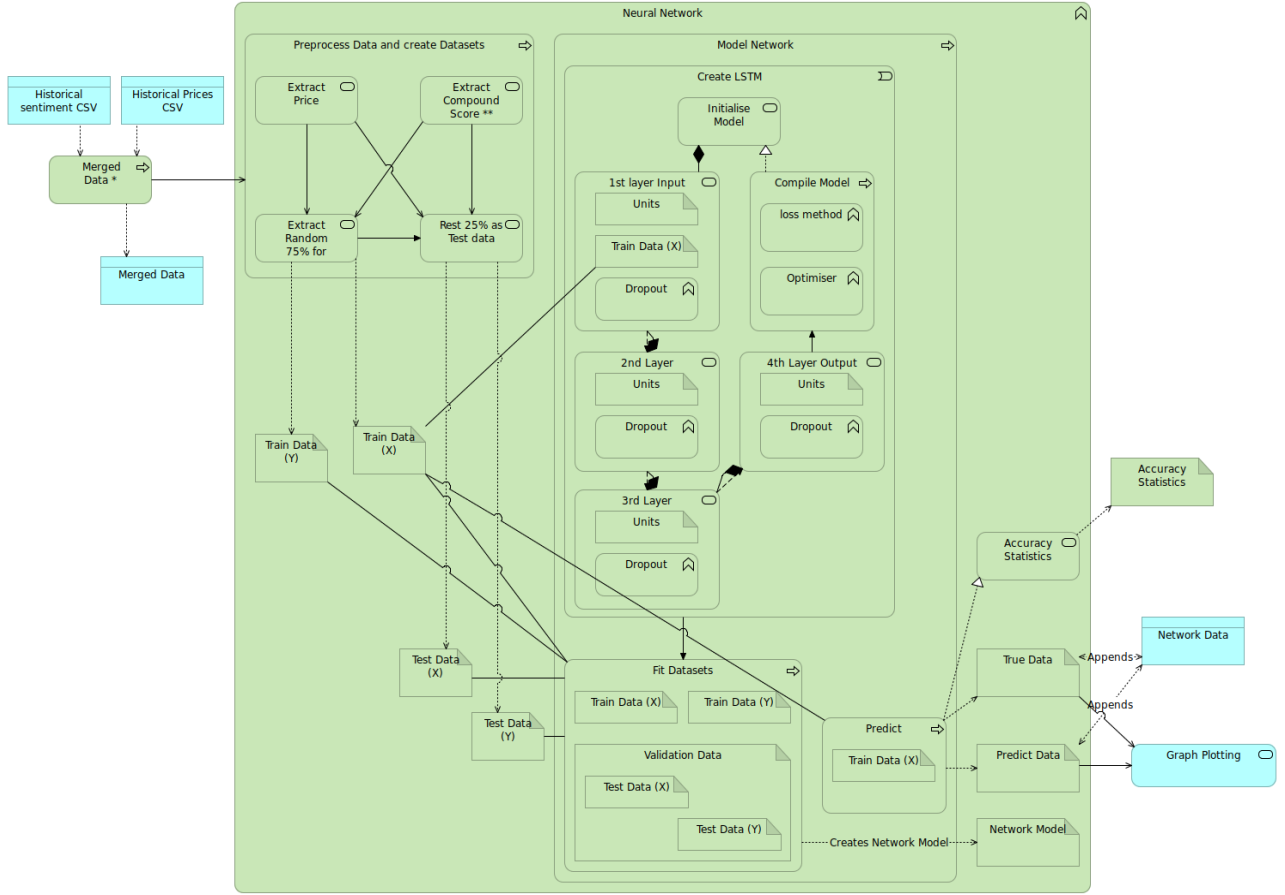 Neural Network
Preprocess Data and create Datasets
Model Network
Create LSTM
Historical
sentiment CSV
Historical Prices
CSV
Merged
Data *
Merged Data
Extract
Price
Extract
Compound
Score **
Extract
Random
75% for
Rest 25% as
Test data
Initialise
Model
1st layer Input
Units
Train Data (X)
Dropout
Compile Model
loss method
Optimiser
2nd Layer
Units
Dropout
4th Layer Output
Units
Dropout
3rd Layer
Units
Dropout
Train Data
(Y)
Train Data
(X)
Accuracy
Statistics
Accuracy
Statistics
Test Data
(X)
Test Data
(Y)
Fit Datasets
Train Data (X)
Train Data (Y)
Validation Data
Test Data (X)
Test Data (Y)
Predict
Train Data (X)
True Data
Appends
Network Data
Appends
Predict Data
Graph Plotting
Creates Network Model
Network Model